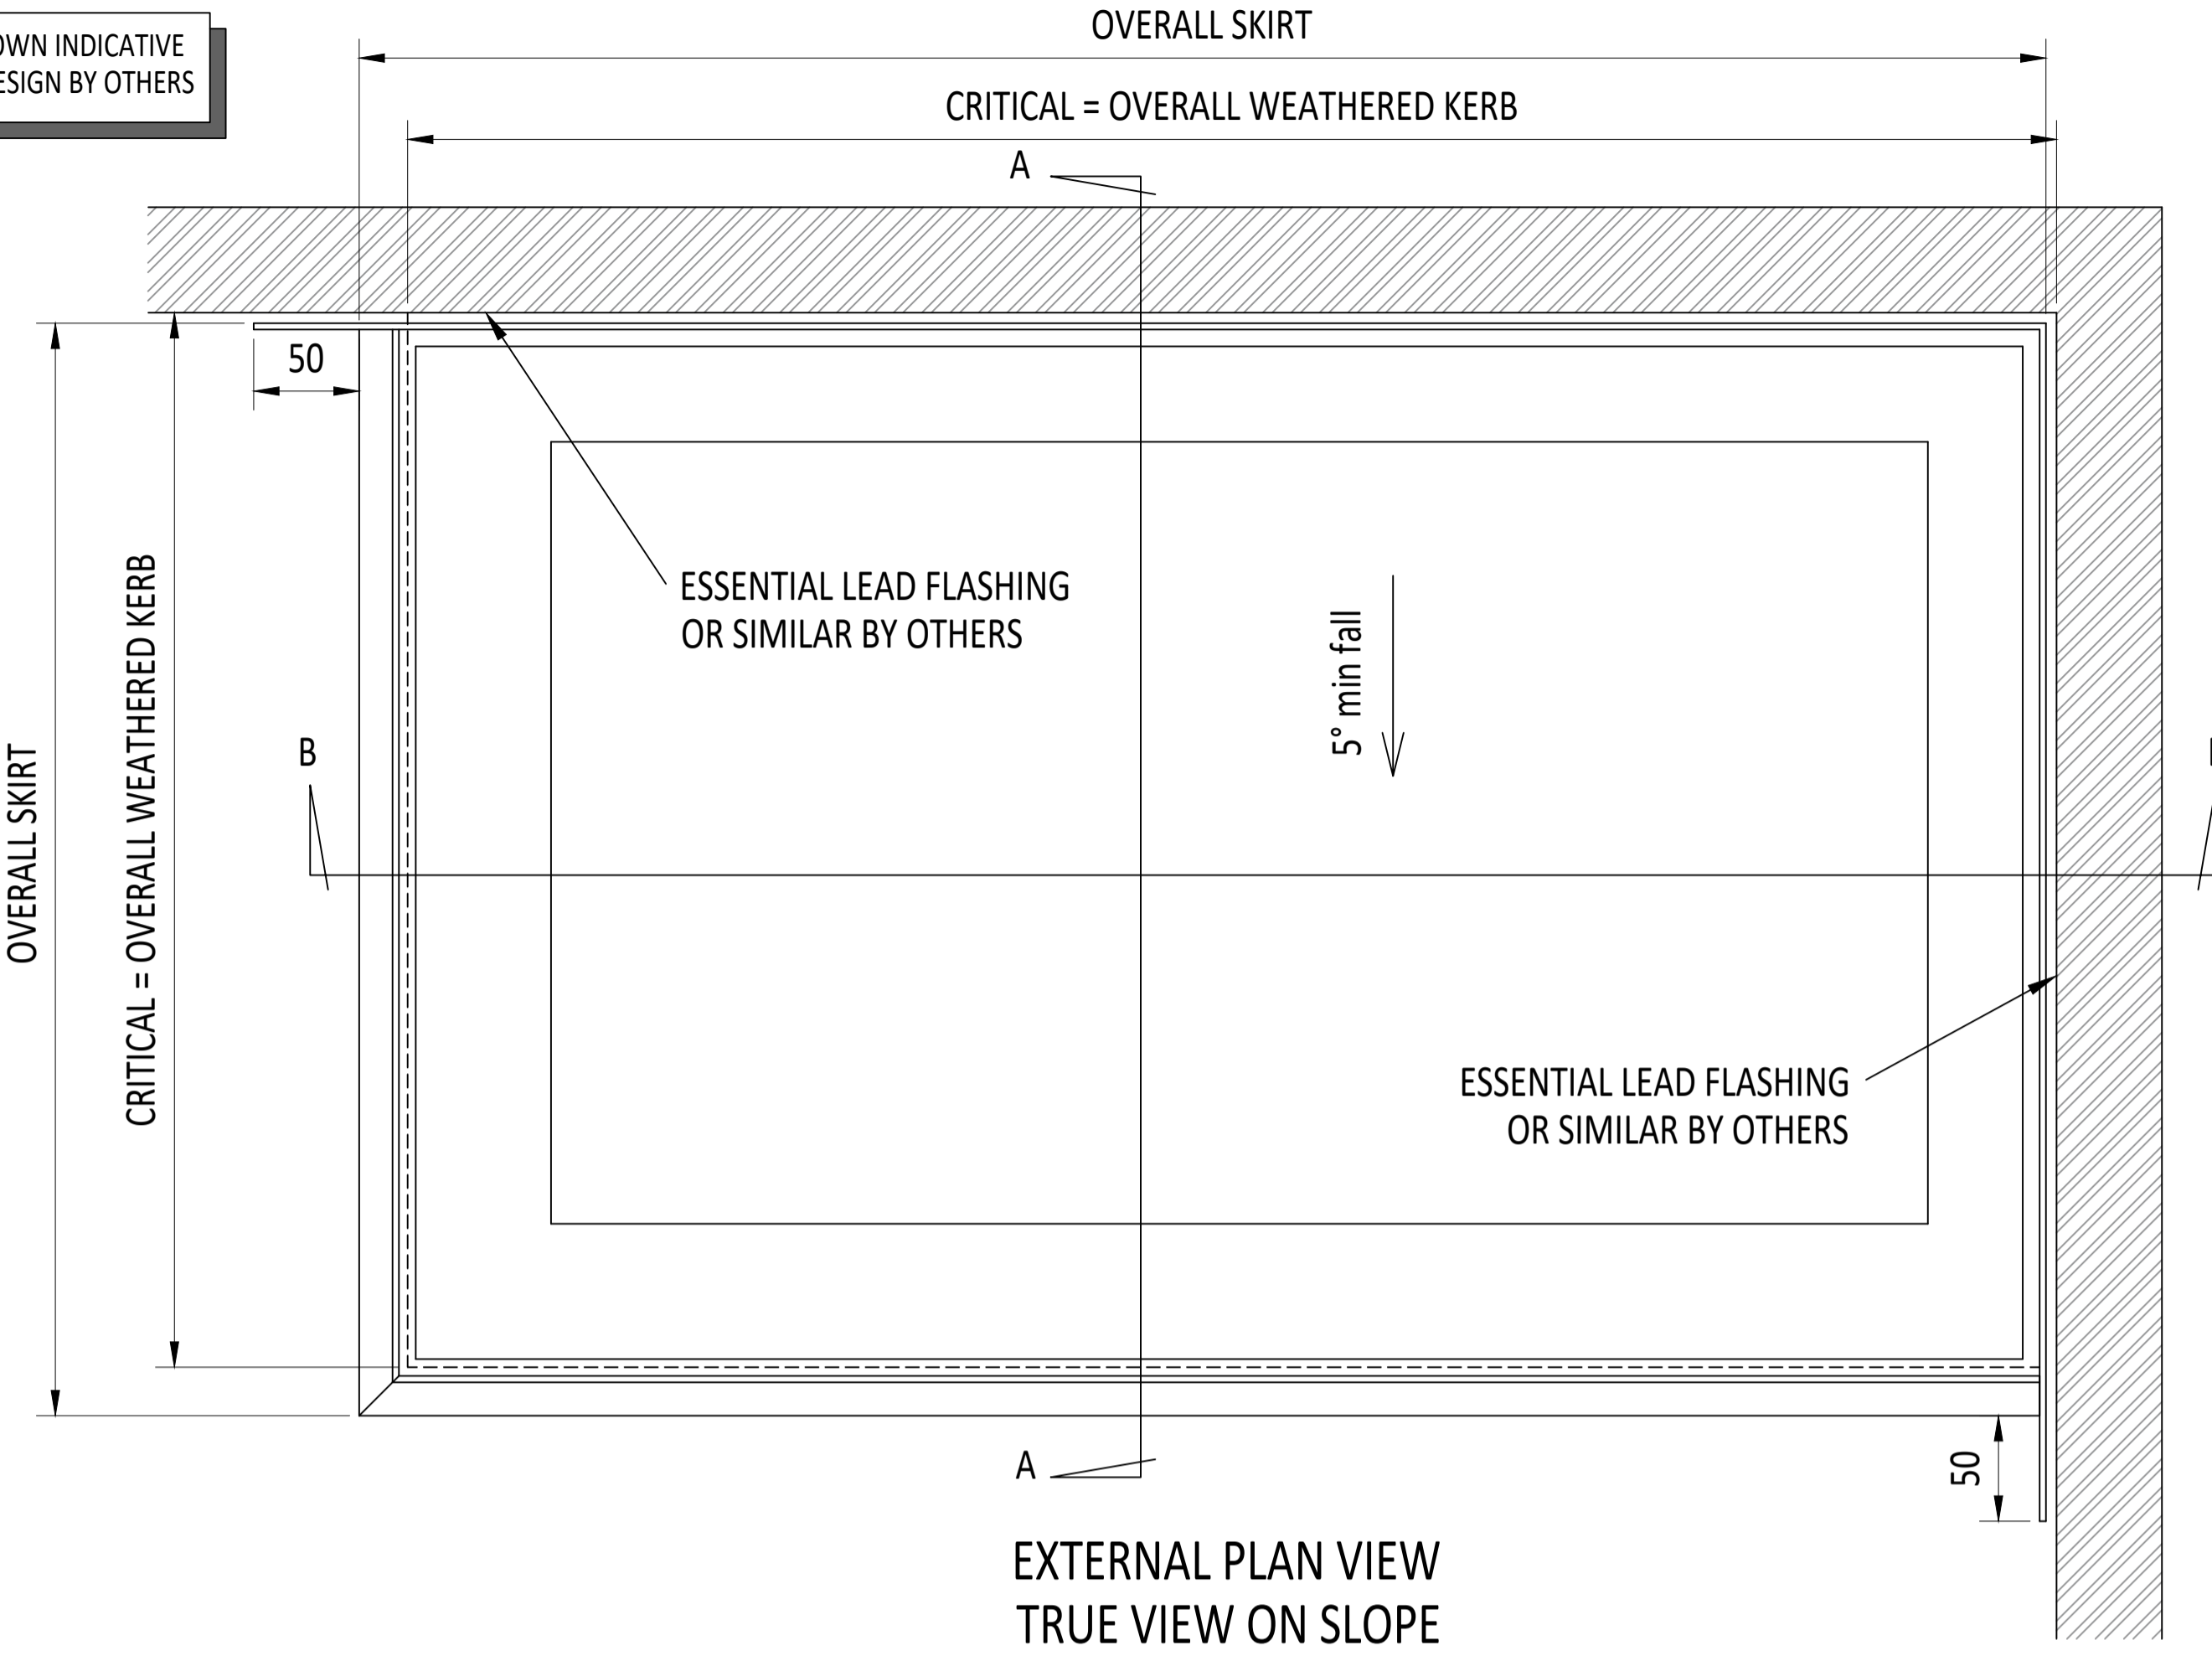 INDICATIVE
BY OTHERS
OVERALL SKIRT
CRITICAL = OVERALL WEATHERED KERB
A
50
ESSENTIAL LEAD FLASHING
OR SIMILAR BY OTHERS
5° min fall
OVERALL SKIRT
CRITICAL = OVERALL WEATHERED KERB
B
ESSENTIAL LEAD FLASHING
OR SIMILAR BY OTHERS
A
50
EXTERNAL PLAN VIEW
TRUE VIEW ON SLOPE